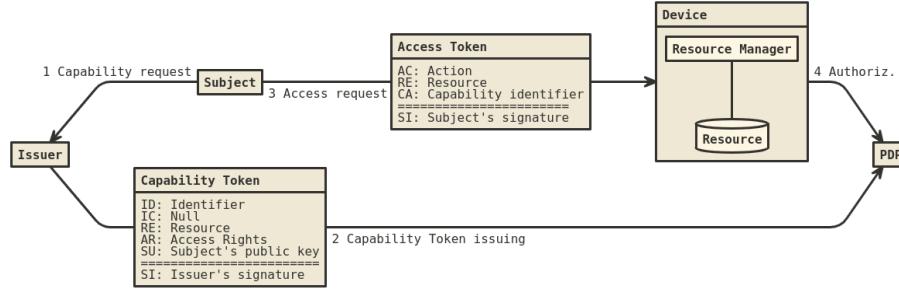 Device
Access Token
Resource Manager
1 Capability request
Subject
3 Access request
AC: Action
RE: Resource
CA: Capability identifier
=======================
SI: Subject's signature
4 Authoriz.
Resource
Issuer
PDP
Capability Token
ID: Identifier
IC: Null
RE: Resource
AR: Access Rights
SU: Subject's public key
========================
SI: Issuer's signature
2 Capability Token issuing